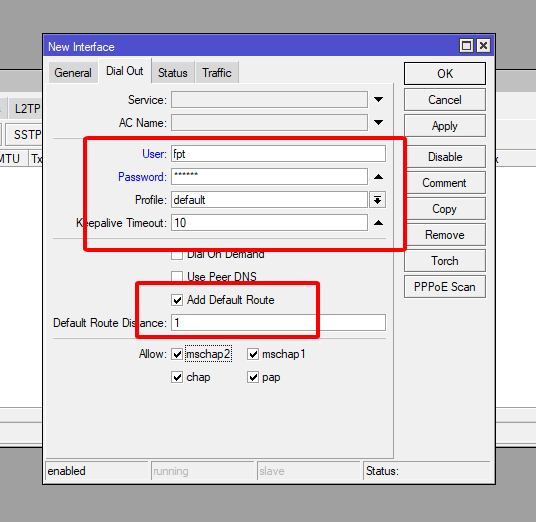 New Interface
General Dial Out Status Traffic
OK
Service:
Cancel
L2TP
AC Name:
Apply
SSTP
User: fpt
Disable
MTU Tx
Password: ******
Comment
Profile: default
Copy
Keepalive Timeout: 10
Remove
Dial On Demand
Torch
Use Peer DNS
PPPoE Scan
Add Default Route
Default Route Distance: 1
Allow: mschap2 mschap1
chap pap
enabled running slave Status: